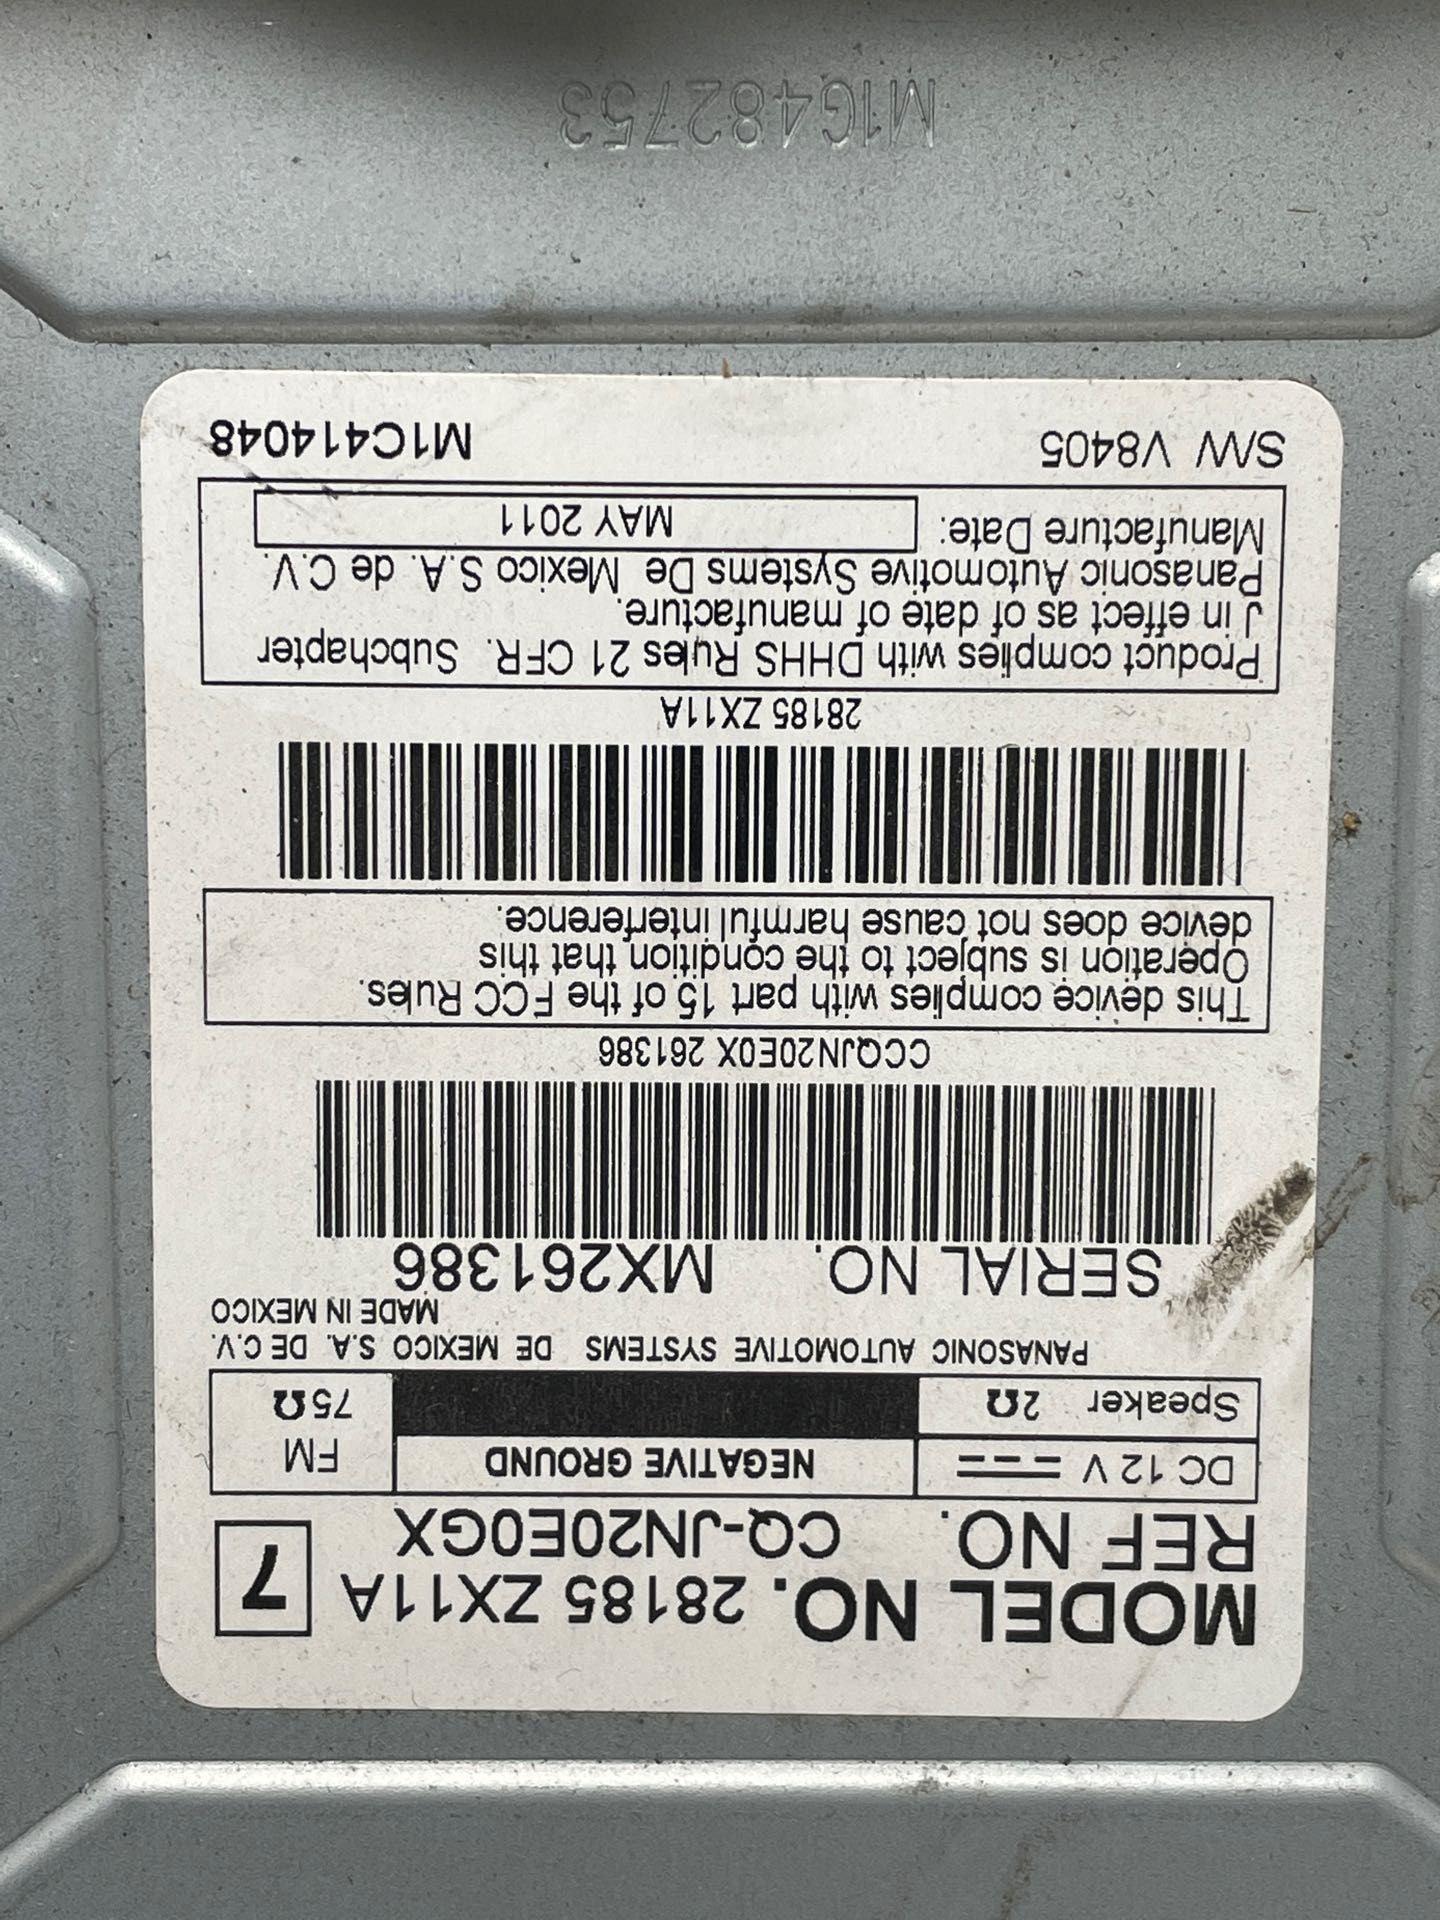 MODEL NO. 28185 ZX11A 7
REF NO. CQ-JN20E0GX
DC 12 V NEGATIVE GROUND FM
Speaker 2Ω 75Ω
PANASONIC AUTOMOTIVE SYSTEMS DE MEXICO S.A. DE C.V.
MADE IN MEXICO
SERIAL NO. MX261386
CCQJN20E0X 261386
This device complies with part 15 of the FCC Rules.
Operation is subject to the condition that this
device does not cause harmful interference.
28185 ZX11A
Product complies with DHHS Rules 21 CFR. Subchapter
J in effect as of date of manufacture.
Panasonic Automotive Systems De Mexico S.A. de C.V.
Manufacture Date: MAY 2011
S/W V8405 M1C414048
M1G482753